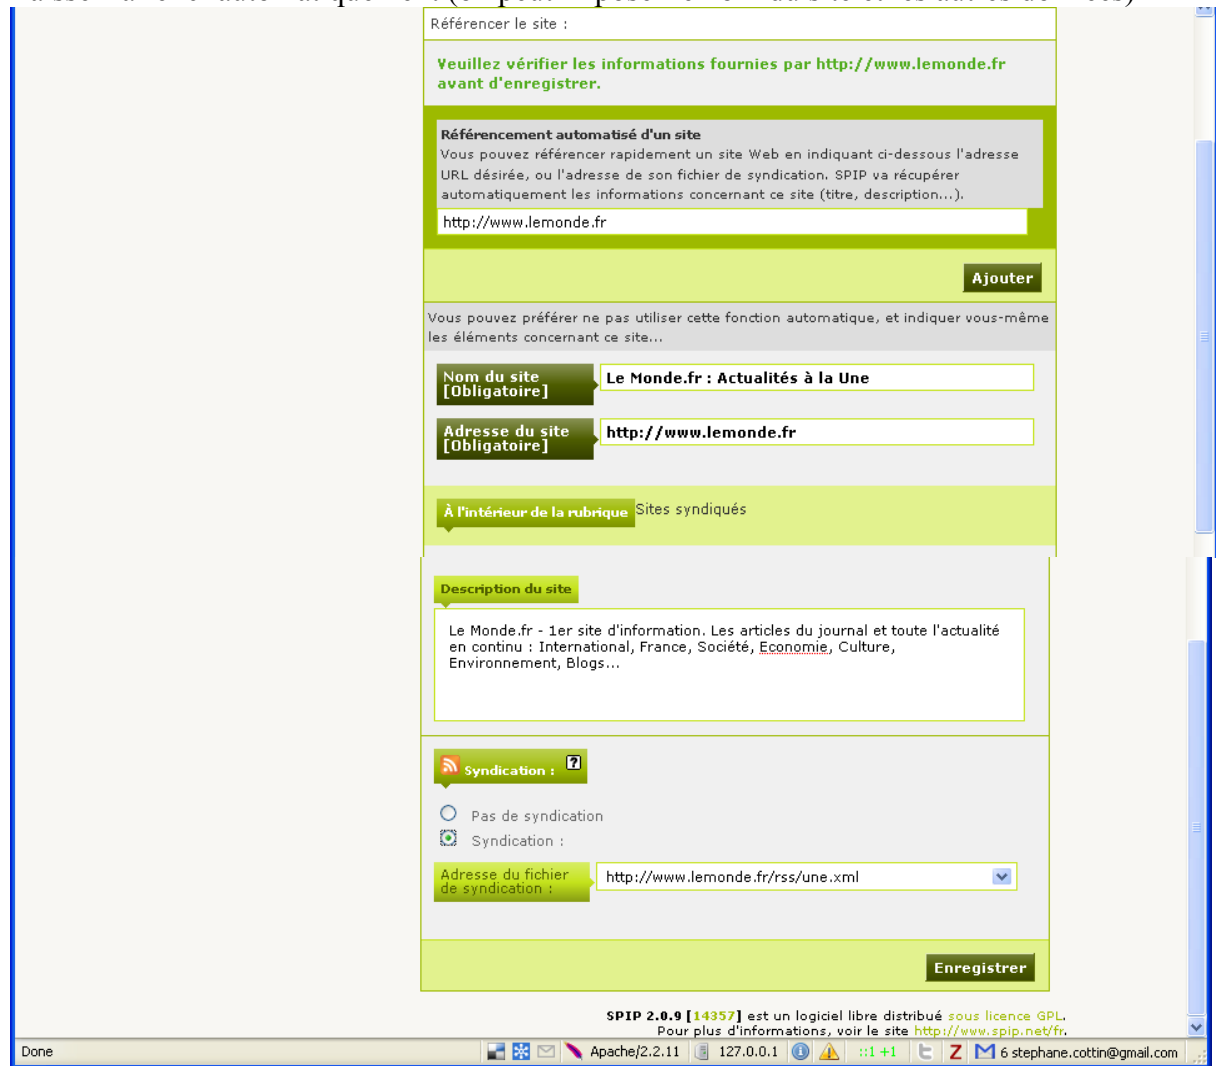 Référencer le site :
Veuillez vérifier les informations fournies par http://www.lemonde.fr
avant d'enregistrer.
Référencement automatisé d'un site
Vous pouvez référencer rapidement un site Web en indiquant ci-dessous l'adresse
URL désirée, ou l'adresse de son fichier de syndication. SPIP va récupérer
automatiquement les informations concernant ce site (titre, description...).
http://www.lemonde.fr
Ajouter
Vous pouvez préférer ne pas utiliser cette fonction automatique, et indiquer vous-même
les éléments concernant ce site...
Nom du site
[Obligatoire]
Le Monde.fr : Actualités à la Une
Adresse du site
[Obligatoire]
http://www.lemonde.fr
À l'intérieur de la rubrique
Sites syndiqués
Description du site
Le Monde.fr - 1er site d'information. Les articles du journal et toute l'actualité
en continu : International, France, Société, Economie, Culture,
Environnement, Blogs...
Syndication : ?
Pas de syndication
Syndication :
Adresse du fichier
de syndication :
http://www.lemonde.fr/rss/une.xml
Enregistrer
SPIP 2.0.9 [14357] est un logiciel libre distribué sous licence GPL.
Pour plus d'informations, voir le site http://www.spip.net/fr.
Done
Apache/2.2.11
127.0.0.1
::1 +1
6 stephane.cottin@gmail.com